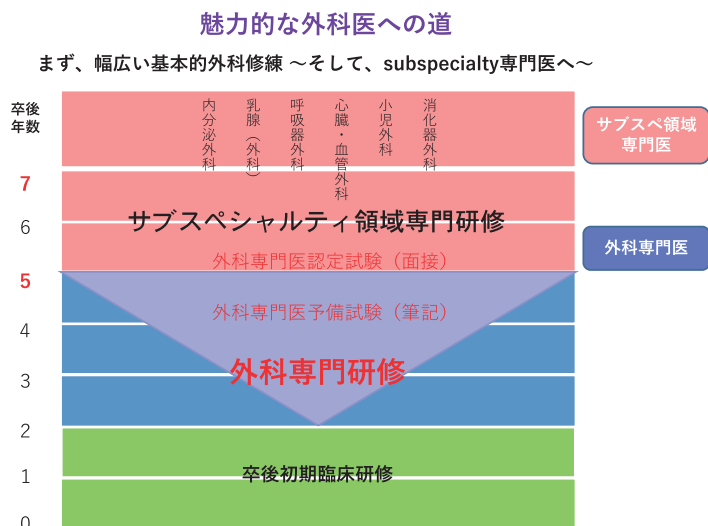 魅力的な外科医への道
まず、幅広い基本的外科修練 ～そして、subspecialty専門医へ～
卒後
年数
内分泌外科
乳腺（外科）
呼吸器外科
心臓・血管外科
小児外科
消化器外科
サブスペ領域
専門医
7
サブスペシャルティ領域専門研修
6
外科専門医
外科専門医認定試験（面接）
5
外科専門医予備試験（筆記）
4
外科専門研修
3
2
卒後初期臨床研修
1
0